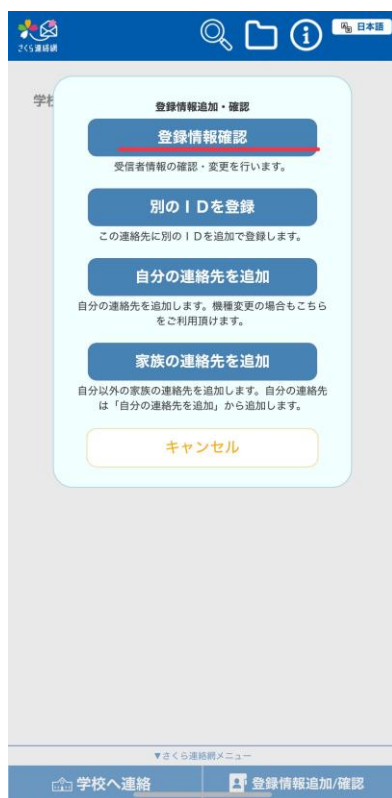 さくら連絡網
日本語
学校
登録情報追加・確認
登録情報確認
受信者情報の確認・変更を行います。
別のＩＤを登録
この連絡先に別のＩＤを追加で登録します。
自分の連絡先を追加
自分の連絡先を追加します。機種変更の場合もこちら
をご利用頂けます。
家族の連絡先を追加
自分以外の家族の連絡先を追加します。自分の連絡先
は「自分の連絡先を追加」から追加します。
キャンセル
▼さくら連絡網メニュー
学校へ連絡
登録情報追加/確認